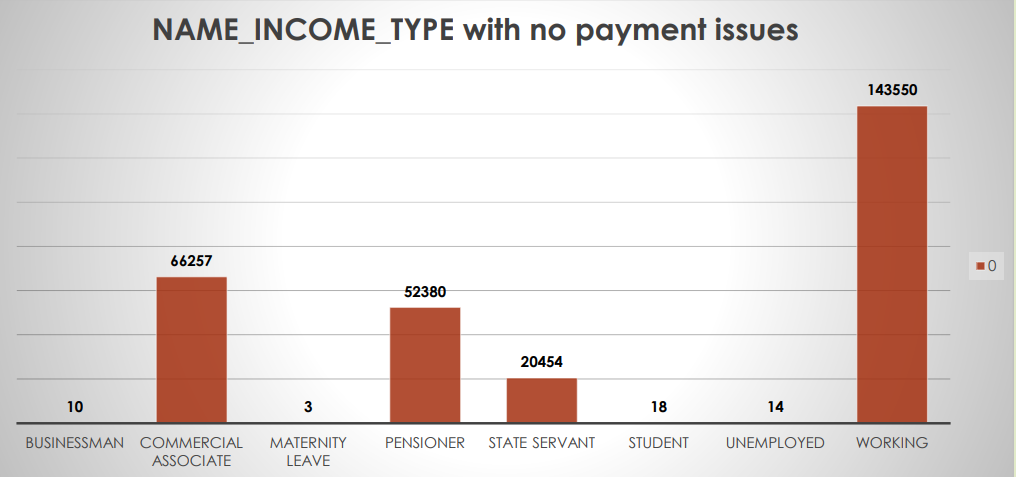 NAME_INCOME_TYPE with no payment issues
143550
66257
52380
20454
10
3
18
14
0
BUSINESSMAN
COMMERCIAL
ASSOCIATE
MATERNITY
LEAVE
PENSIONER
STATE SERVANT
STUDENT
UNEMPLOYED
WORKING